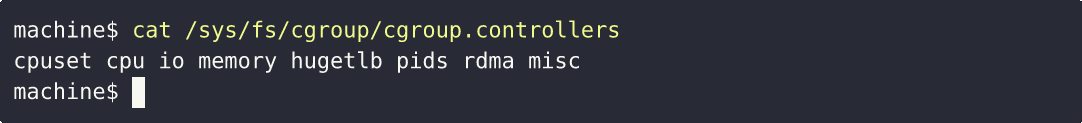 machine$ cat /sys/fs/cgroup/cgroup.controllers
cpuset cpu io memory hugetlb pids rdma misc
machine$